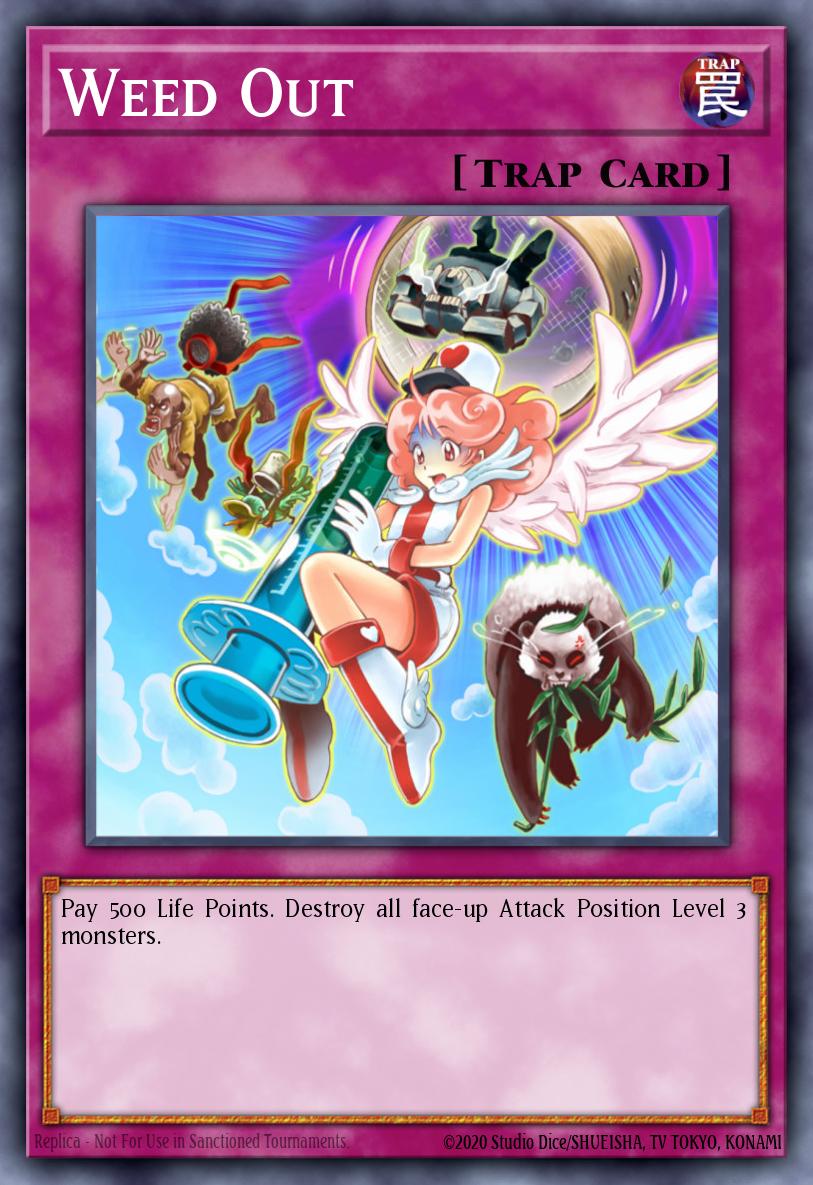 Weed Out
TRAP
罠
[Trap Card]
Pay 500 Life Points. Destroy all face-up Attack Position Level 3
monsters.
Replica - Not For Use in Sanctioned Tournaments.
©2020 Studio Dice/SHUEISHA, TV TOKYO, KONAMI